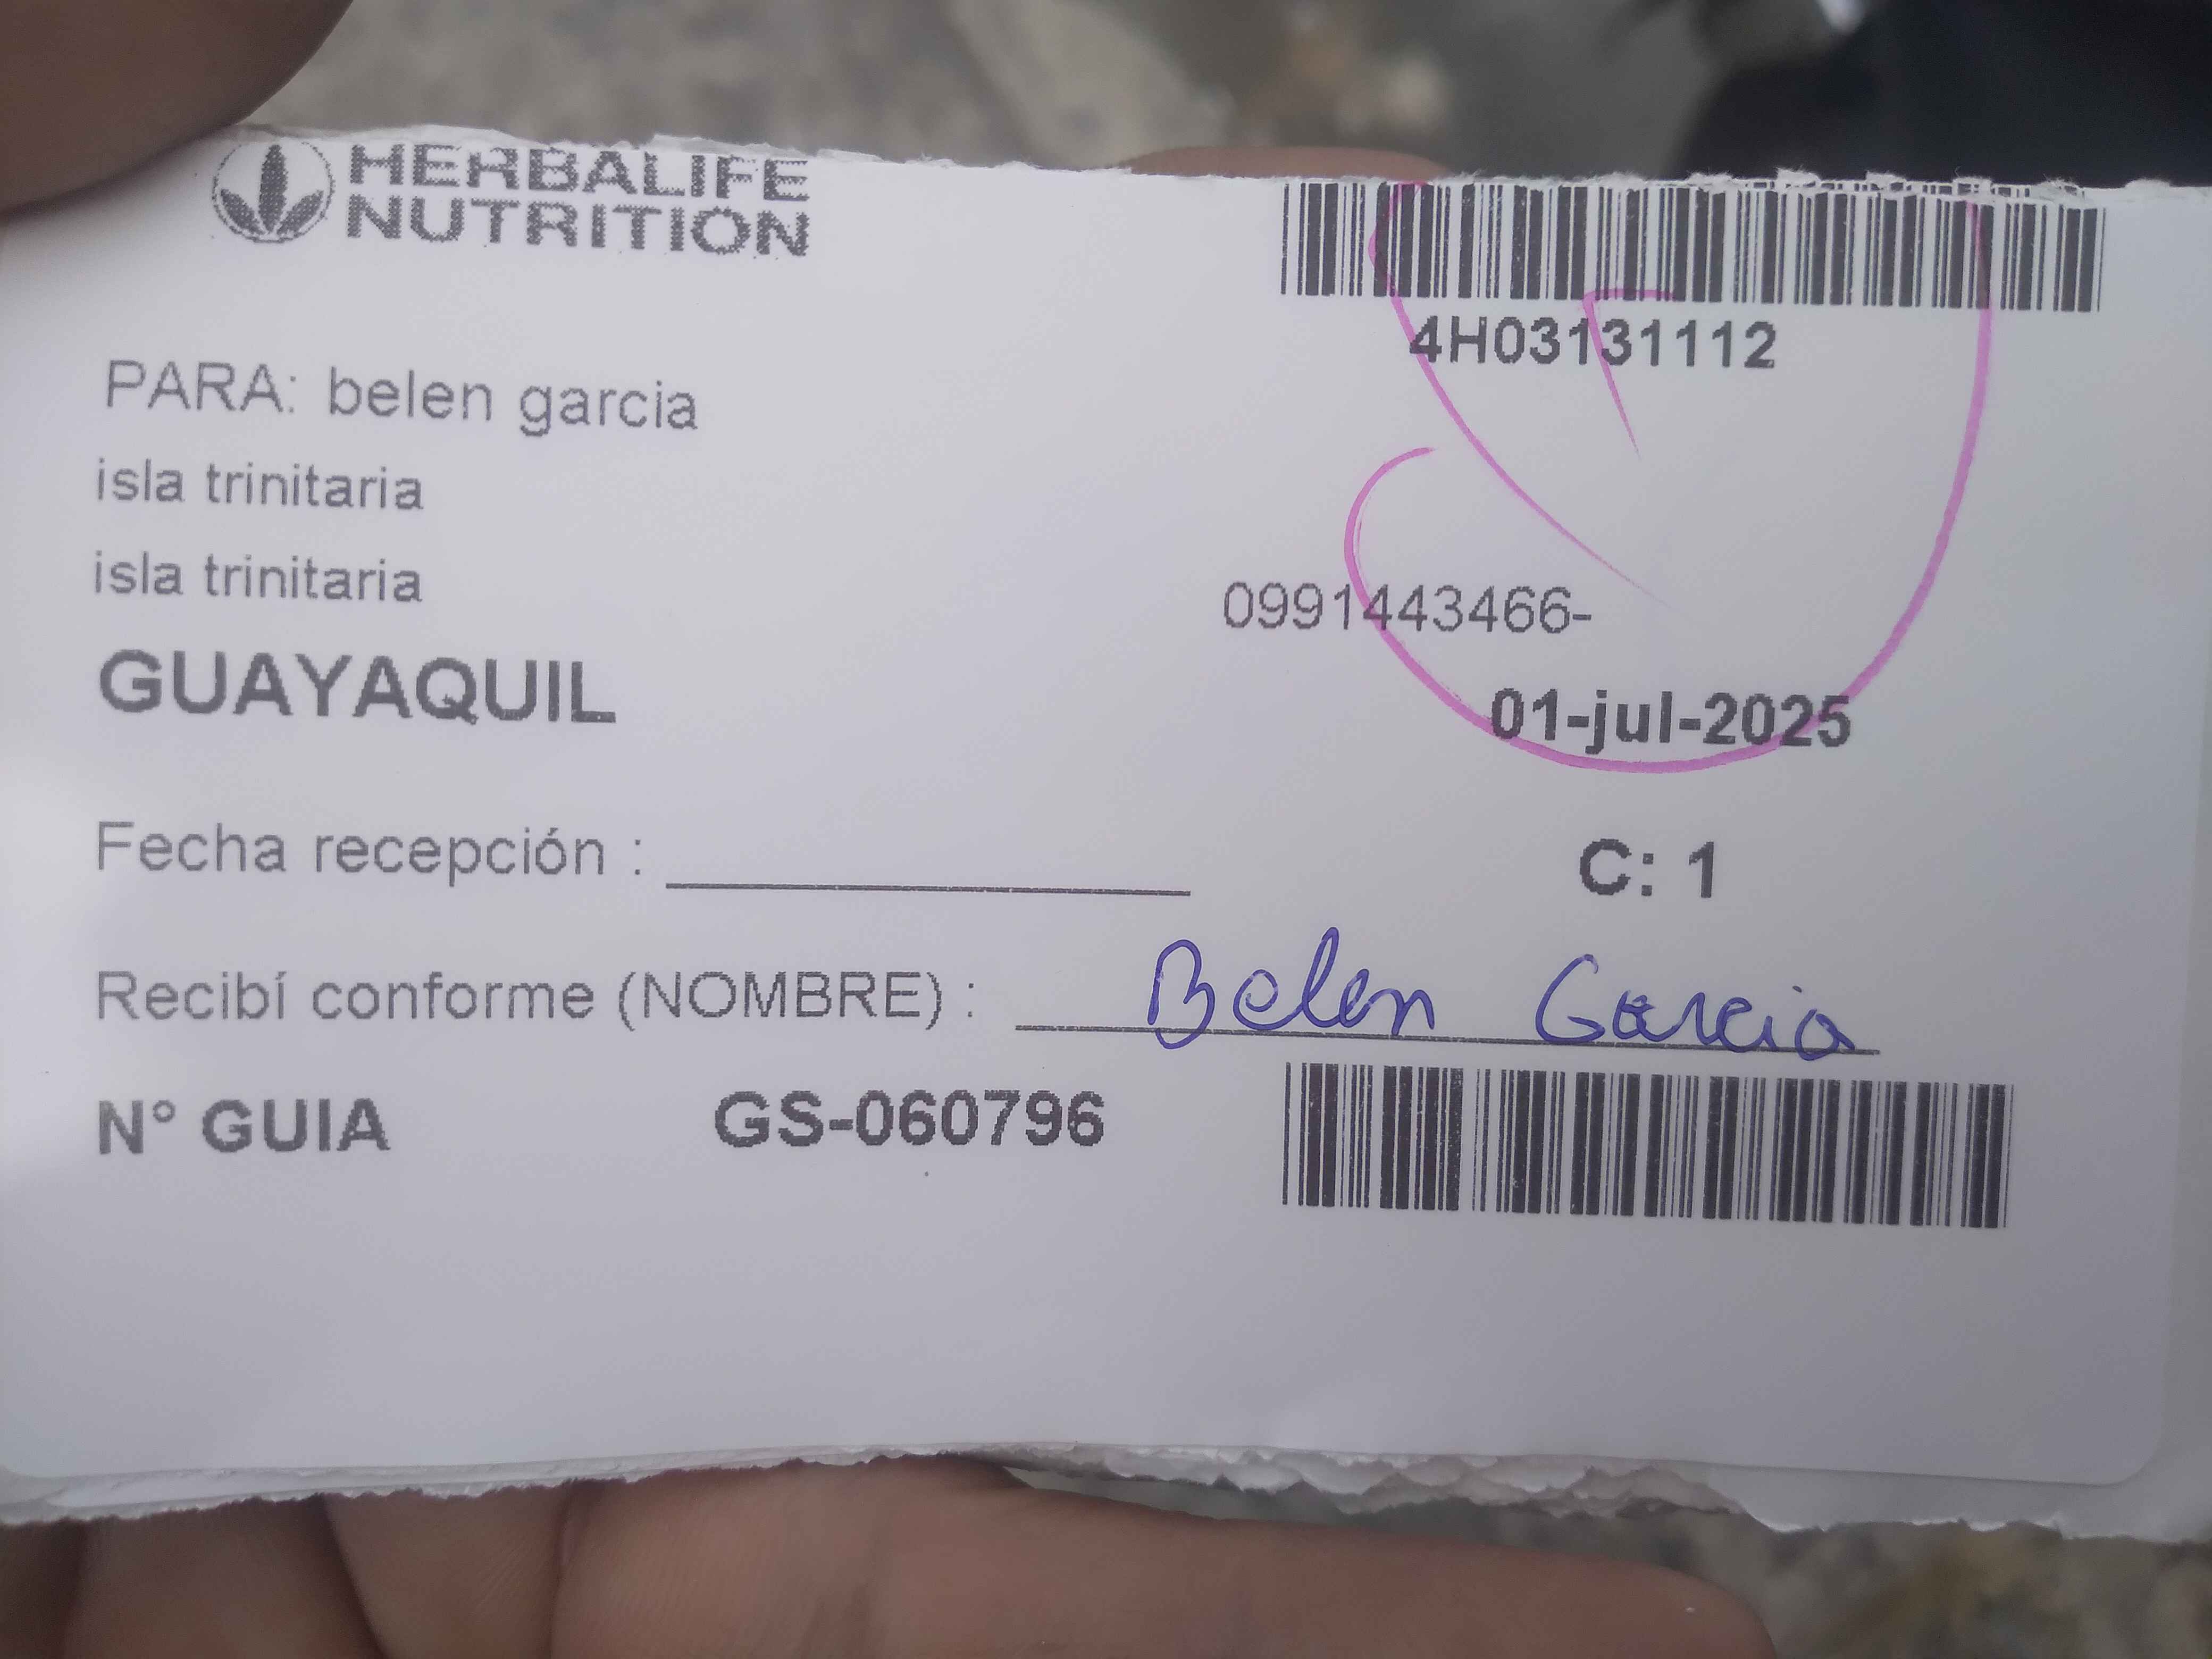 HERBALIFE
NUTRITION
4H03131112
PARA: belen garcia
isla trinitaria
isla trinitaria
0991443466-
GUAYAQUIL
01-jul-2025
Fecha recepción :
C: 1
Recibí conforme (NOMBRE) : Belen Garcia
N° GUIA GS-060796